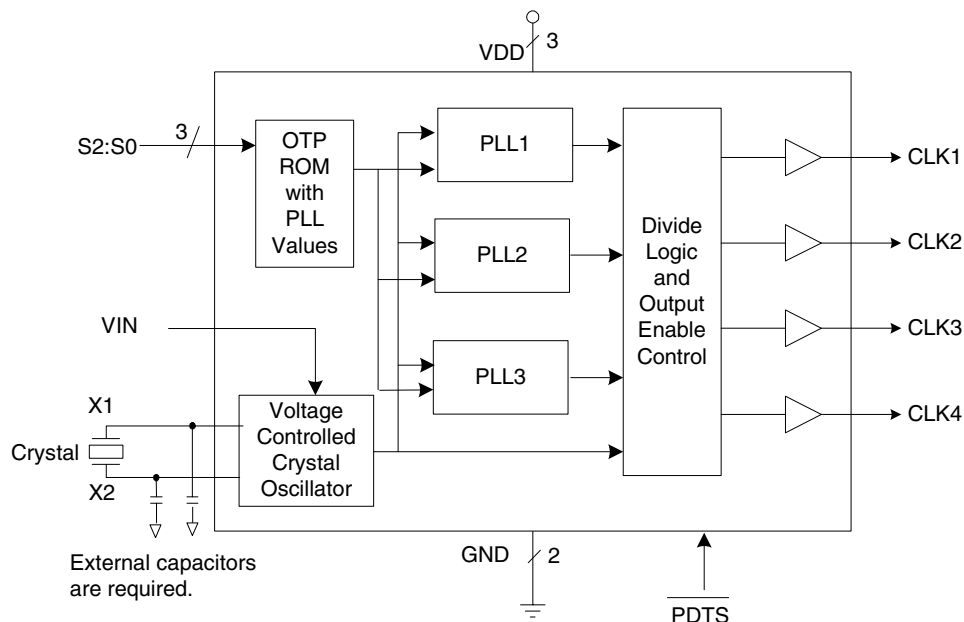 VDD
3
S2:S0
3
OTP
ROM
with
PLL
Values
PLL1
PLL2
PLL3
Divide
Logic
and
Output
Enable
Control
CLK1
CLK2
CLK3
CLK4
VIN
X1
Crystal
X2
Voltage
Controlled
Crystal
Oscillator
External capacitors
are required.
GND
2
PDTS